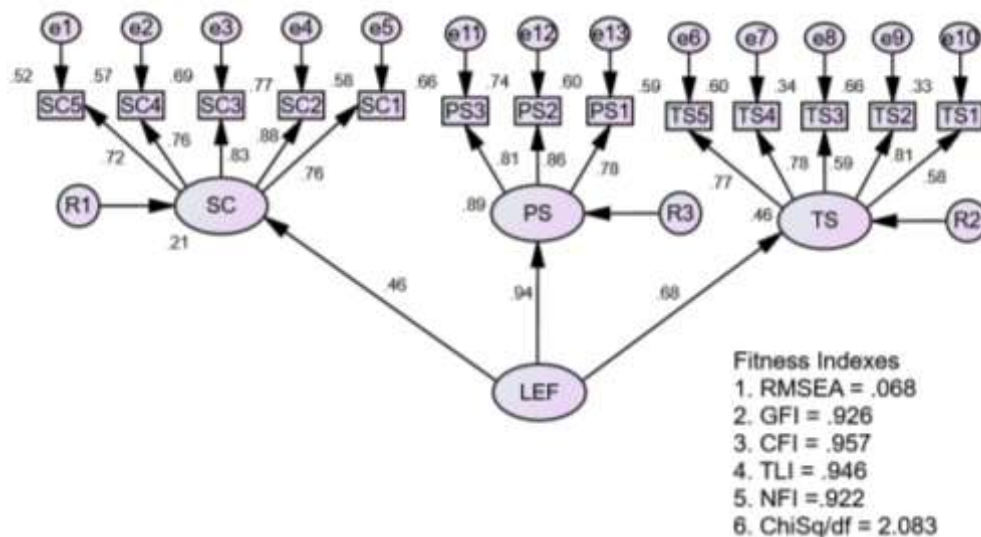 e1 e2 e3 e4 e5 e11 e12 e13 e6 e7 e8 e9 e10
.52 .57 .69 .77 .58 .66 .74 .60 .59 .60 .34 .66 .33
SC5 SC4 SC3 SC2 SC1 PS3 PS2 PS1 TS5 TS4 TS3 TS2 TS1
.72 .76 .83 .88 .76 .81 .86 .78 .77 .78 .59 .81 .58
R1 SC .89 PS R3 .46 TS R2
.21
.46 .94 .68
LEF
Fitness Indexes
1. RMSEA = .068
2. GFI = .926
3. CFI = .957
4. TLI = .946
5. NFI =.922
6. ChiSq/df = 2.083